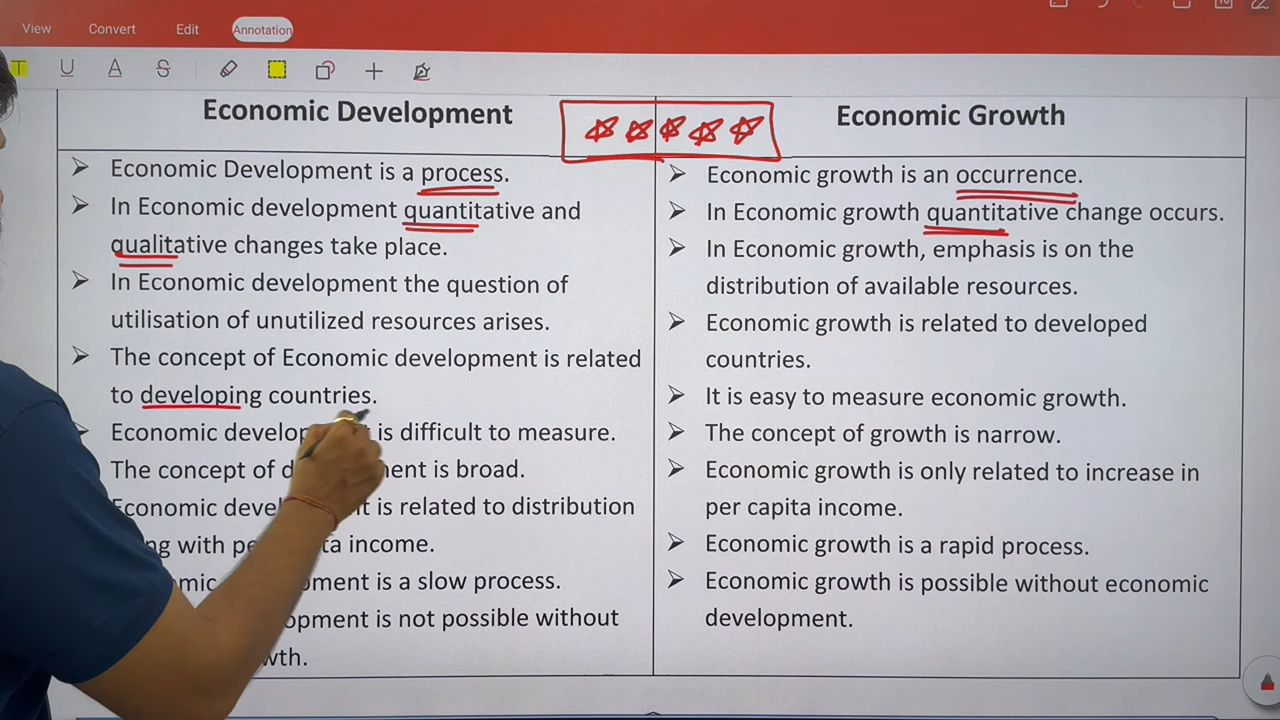 View Convert Edit Annotation
T U A S
Economic Development
Economic Development is a process.
In Economic development quantitative and
qualitative changes take place.
In Economic development the question of
utilisation of unutilized resources arises.
The concept of Economic development is related
to developing countries.
Economic is difficult to measure.
The concept of is broad.
Economic is related to distribution
with income.
is a slow process.
is not possible without
Economic Growth
Economic growth is an occurrence.
In Economic growth quantitative change occurs.
In Economic growth, emphasis is on the
distribution of available resources.
Economic growth is related to developed
countries.
It is easy to measure economic growth.
The concept of growth is narrow.
Economic growth is only related to increase in
per capita income.
Economic growth is a rapid process.
Economic growth is possible without economic
development.